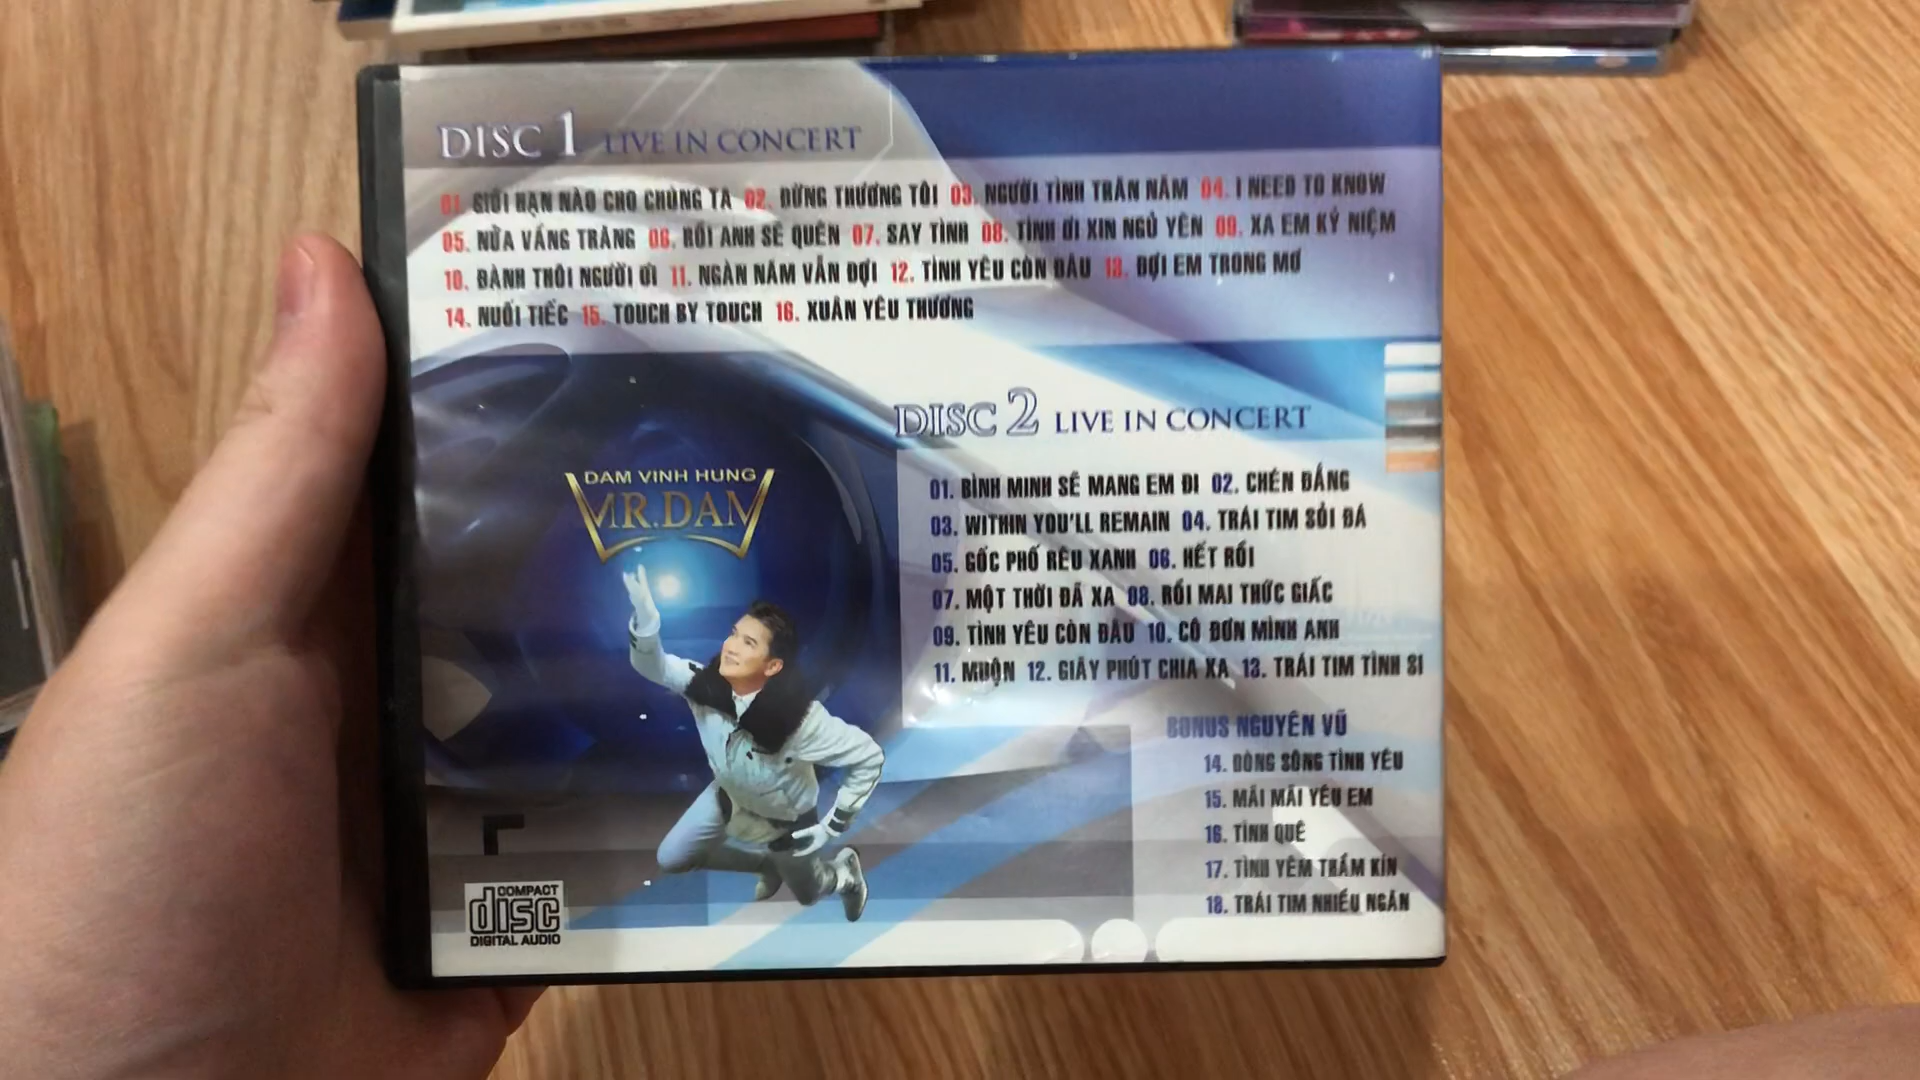 DISC 1 LIVE IN CONCERT
01. GIỚI HẠN NÀO CHO CHÚNG TA 02. ĐỪNG THƯƠNG TÔI 03. NGƯỜI TÌNH TRĂM NĂM 04. I NEED TO KNOW
05. NỬA VẦNG TRĂNG 06. RỒI ANH SẼ QUÊN 07. SAY TÌNH 08. TÌNH ƠI XIN NGỦ YÊN 09. XA EM KỶ NIỆM
10. ĐÀNH THÔI NGƯỜI ƠI 11. NGÀN NĂM VẪN ĐỢI 12. TÌNH YÊU CÒN ĐÂU 13. ĐỢI EM TRONG MƠ
14. NUỐI TIẾC 15. TOUCH BY TOUCH 16. XUÂN YÊU THƯƠNG
DISC 2 LIVE IN CONCERT
01. BÌNH MINH SẼ MANG EM ĐI 02. CHÉN ĐẮNG
03. WITHIN YOU'LL REMAIN 04. TRÁI TIM SỎI ĐÁ
05. GÓC PHỐ RÊU XANH 06. HẾT RỒI
07. MỘT THỜI ĐÃ XA 08. RỒI MAI THỨC GIẤC
09. TÌNH YÊU CÒN ĐÂU 10. CÔ ĐƠN MÌNH ANH
11. MUỘN 12. GIÂY PHÚT CHIA XA 13. TRÁI TIM TÌNH SI
BONUS NGUYÊN VŨ
14. DÒNG SÔNG TÌNH YÊU
15. MÃI MÃI YÊU EM
16. TÌNH QUÊ
17. TÌNH YÊM THẦM KÍN
18. TRÁI TIM NHIỀU NGĂN
DAM VINH HUNG
MR.DAM
COMPACT
disc
DIGITAL AUDIO